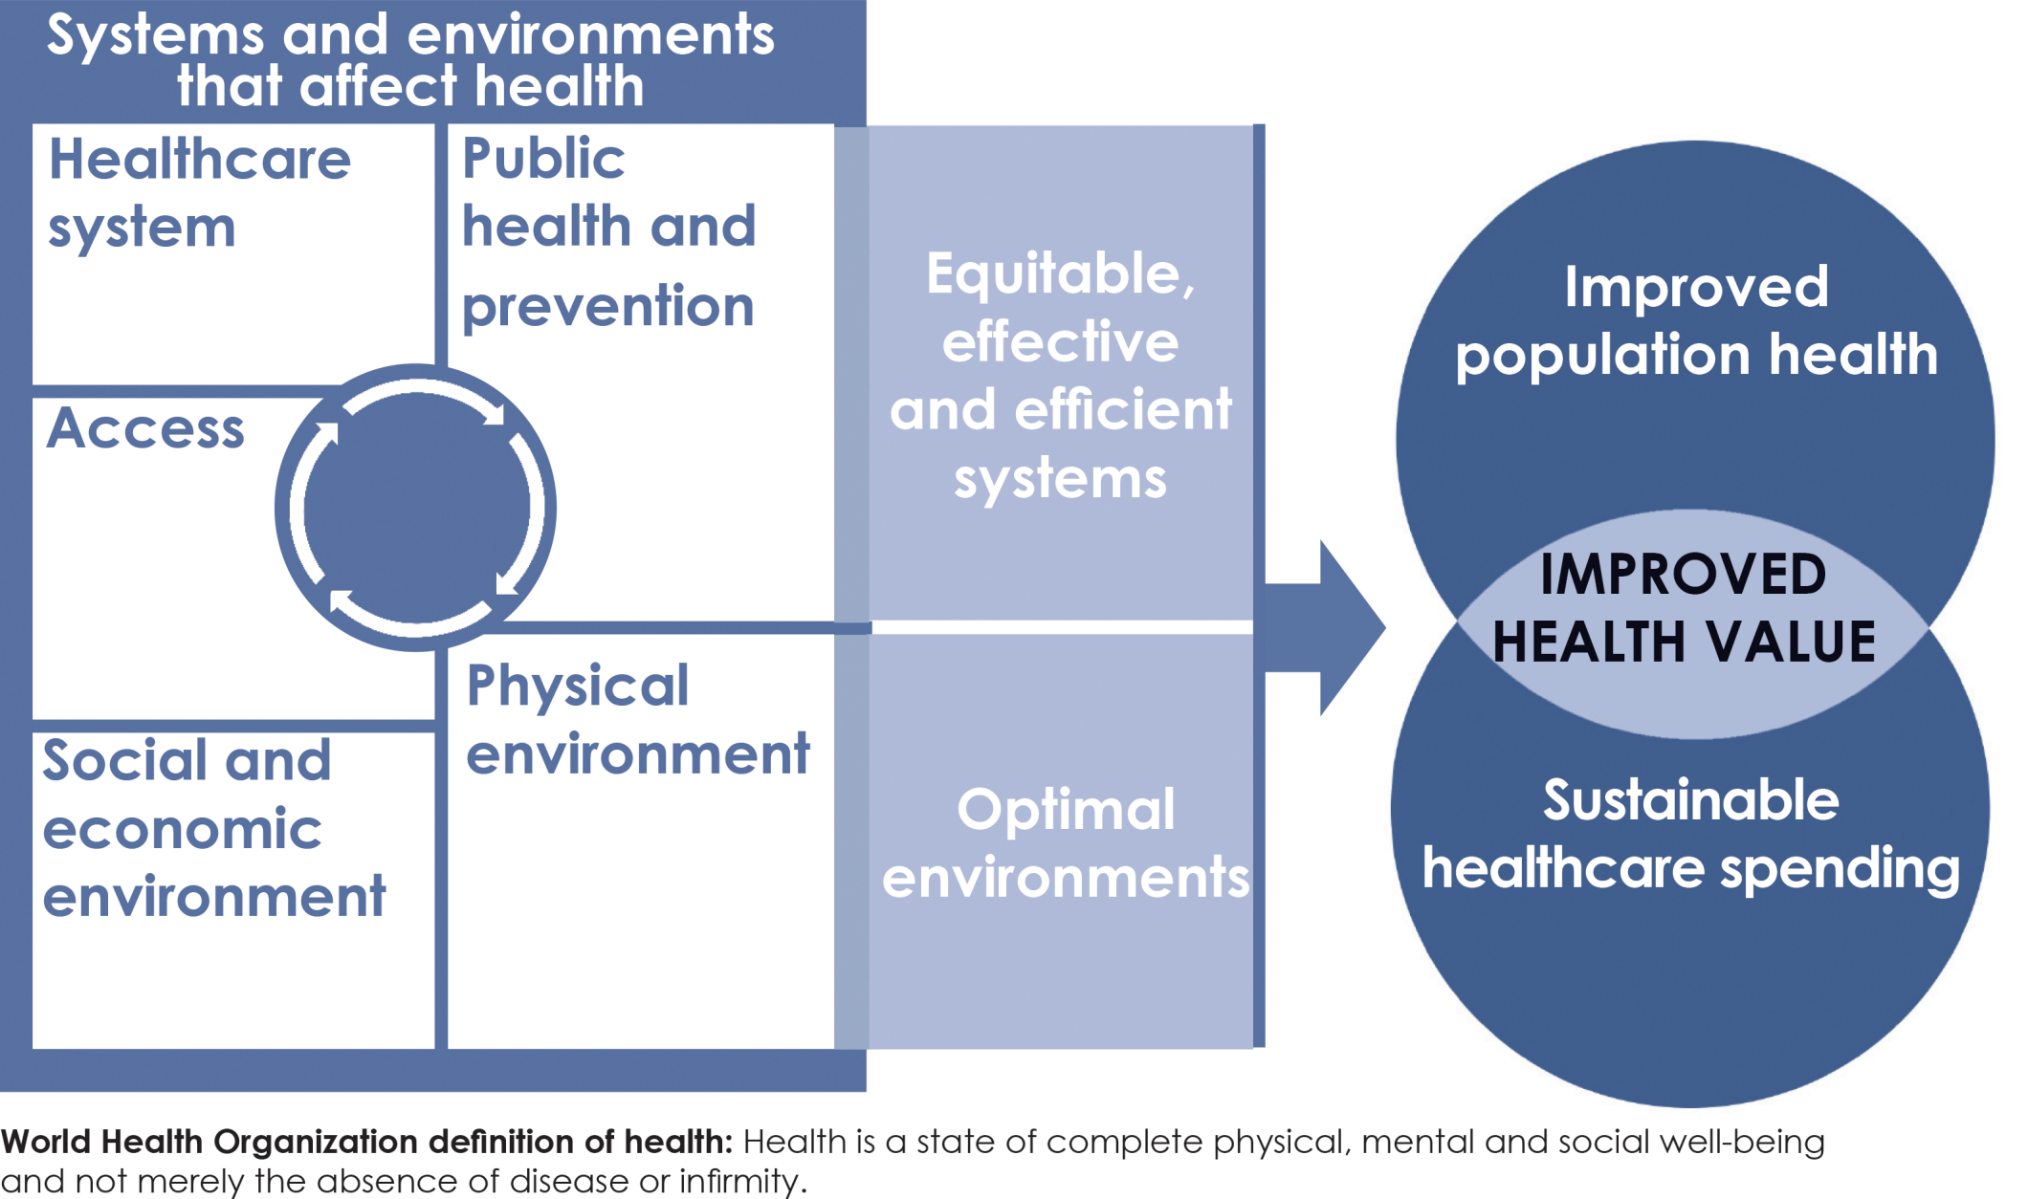 Systems and environments
that affect health
Healthcare
system
Public
health and
prevention
Access
Social and
economic
environment
Physical
environment
Equitable,
effective
and efficient
systems
Optimal
environments
Improved
population health
IMPROVED
HEALTH VALUE
Sustainable
healthcare spending
World Health Organization definition of health: Health is a state of complete physical, mental and social well-being
and not merely the absence of disease or infirmity.